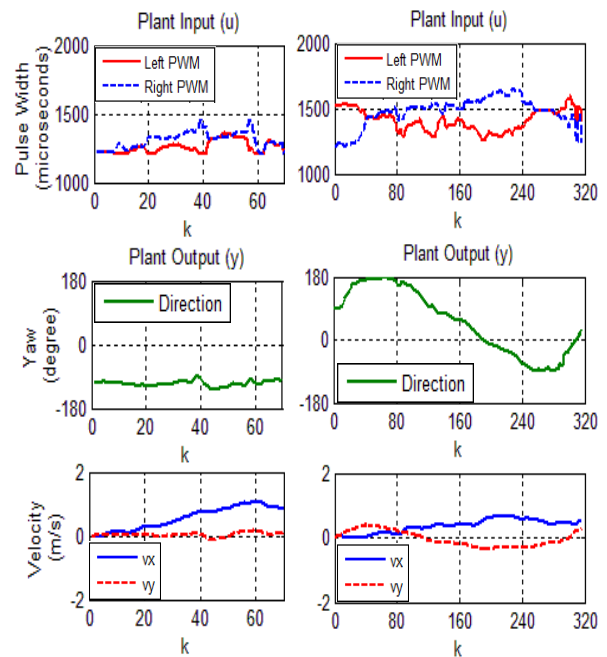 Plant Input (u)
2000
1500
1000
Pulse Width
(microseconds)
Left PWM
Right PWM
0 20 40 60
k
Plant Input (u)
2000
1500
1000
Left PWM
Right PWM
0 80 160 240 320
k
Plant Output (y)
180
0
-180
Yaw
(degree)
Direction
0 20 40 60
k
Plant Output (y)
180
0
-180
Direction
0 80 160 240 320
k
2
0
-2
Velocity
(m/s)
vx
vy
0 20 40 60
k
2
0
-2
vx
vy
0 80 160 240 320
k